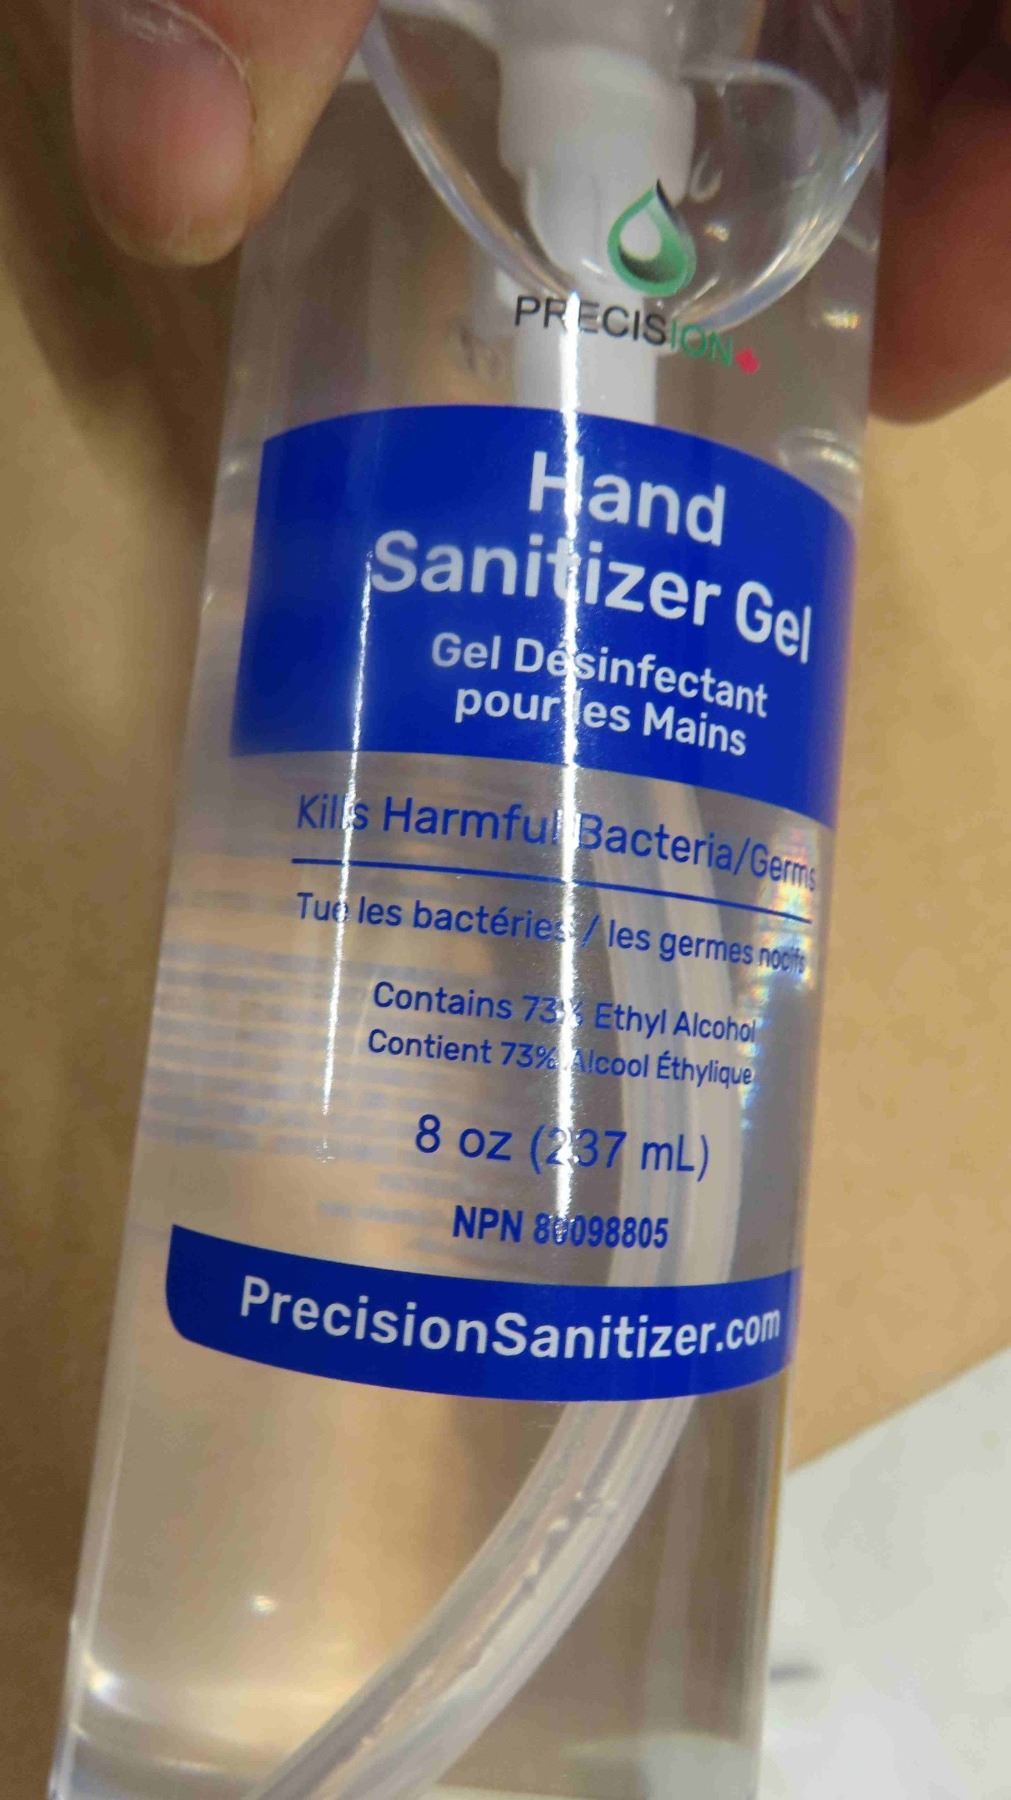 PRECISION
Hand
Sanitizer Gel
Gel Désinfectant
pour les Mains
Kills Harmful Bacteria/Germs
Tue les bactéries / les germes nocifs
Contains 73% Ethyl Alcohol
Contient 73% Alcool Éthylique
8 oz (237 mL)
NPN 80098805
PrecisionSanitizer.com